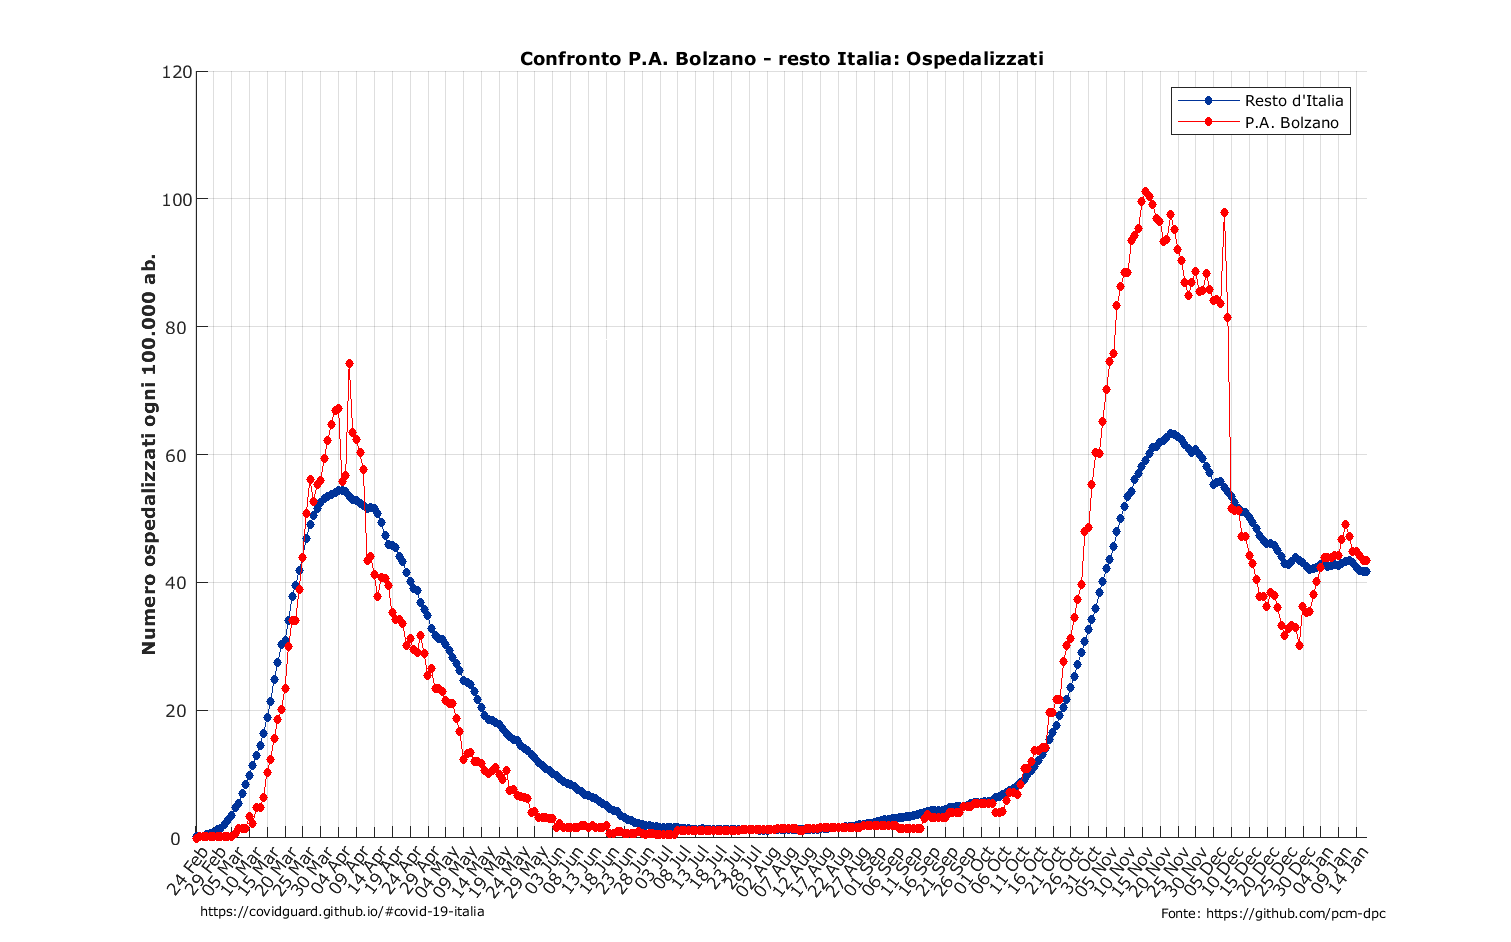 Confronto P.A. Bolzano - resto Italia: Ospedalizzati
Resto d'Italia
P.A. Bolzano
Numero ospedalizzati ogni 100.000 ab.
120
100
80
60
40
20
0
24 Feb
29 Feb
05 Mar
10 Mar
15 Mar
20 Mar
25 Mar
30 Mar
04 Apr
09 Apr
14 Apr
19 Apr
24 Apr
29 Apr
04 May
09 May
14 May
19 May
24 May
29 May
03 Jun
08 Jun
13 Jun
18 Jun
23 Jun
28 Jun
03 Jul
08 Jul
13 Jul
18 Jul
23 Jul
28 Jul
02 Aug
07 Aug
12 Aug
17 Aug
22 Aug
27 Aug
01 Sep
06 Sep
11 Sep
16 Sep
21 Sep
26 Sep
01 Oct
06 Oct
11 Oct
16 Oct
21 Oct
26 Oct
31 Oct
05 Nov
10 Nov
15 Nov
20 Nov
25 Nov
30 Nov
05 Dec
10 Dec
15 Dec
20 Dec
25 Dec
30 Dec
04 Jan
09 Jan
14 Jan
https://covidguard.github.io/#covid-19-italia
Fonte: https://github.com/pcm-dpc